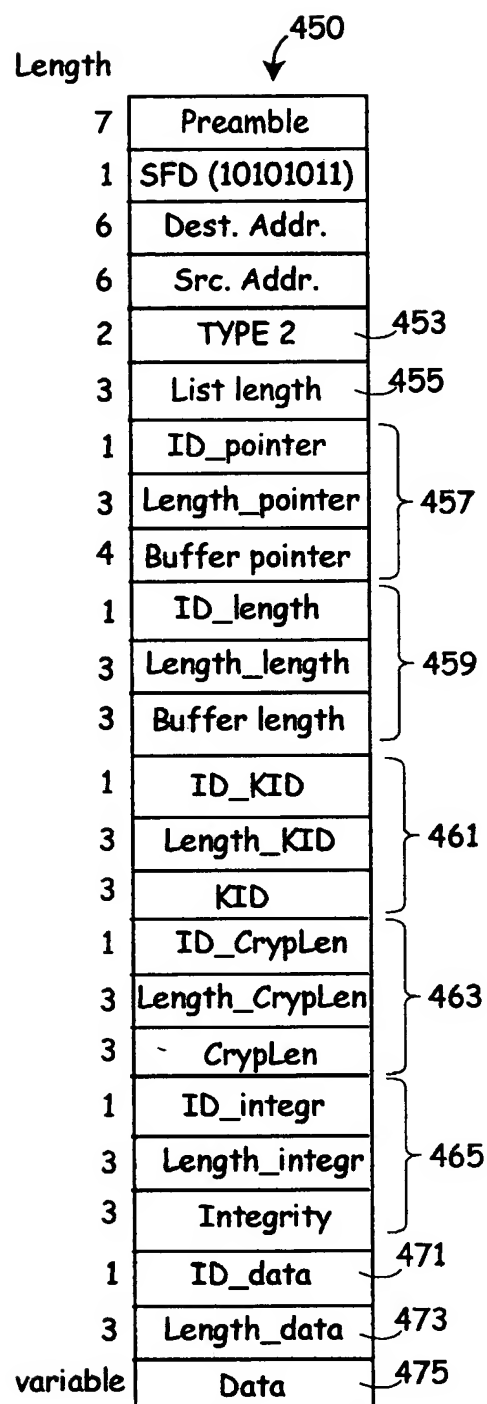 450
Length
7 Preamble
1 SFD (10101011)
6 Dest. Addr.
6 Src. Addr.
2 TYPE 2 453
3 List length 455
1 ID_pointer
3 Length_pointer 457
4 Buffer pointer
1 ID_length
3 Length_length 459
3 Buffer length
1 ID_KID
3 Length_KID 461
3 KID
1 ID_CrypLen
3 Length_CrypLen 463
3 CrypLen
1 ID_integr
3 Length_integr 465
3 Integrity
1 ID_data 471
3 Length_data 473
variable Data 475